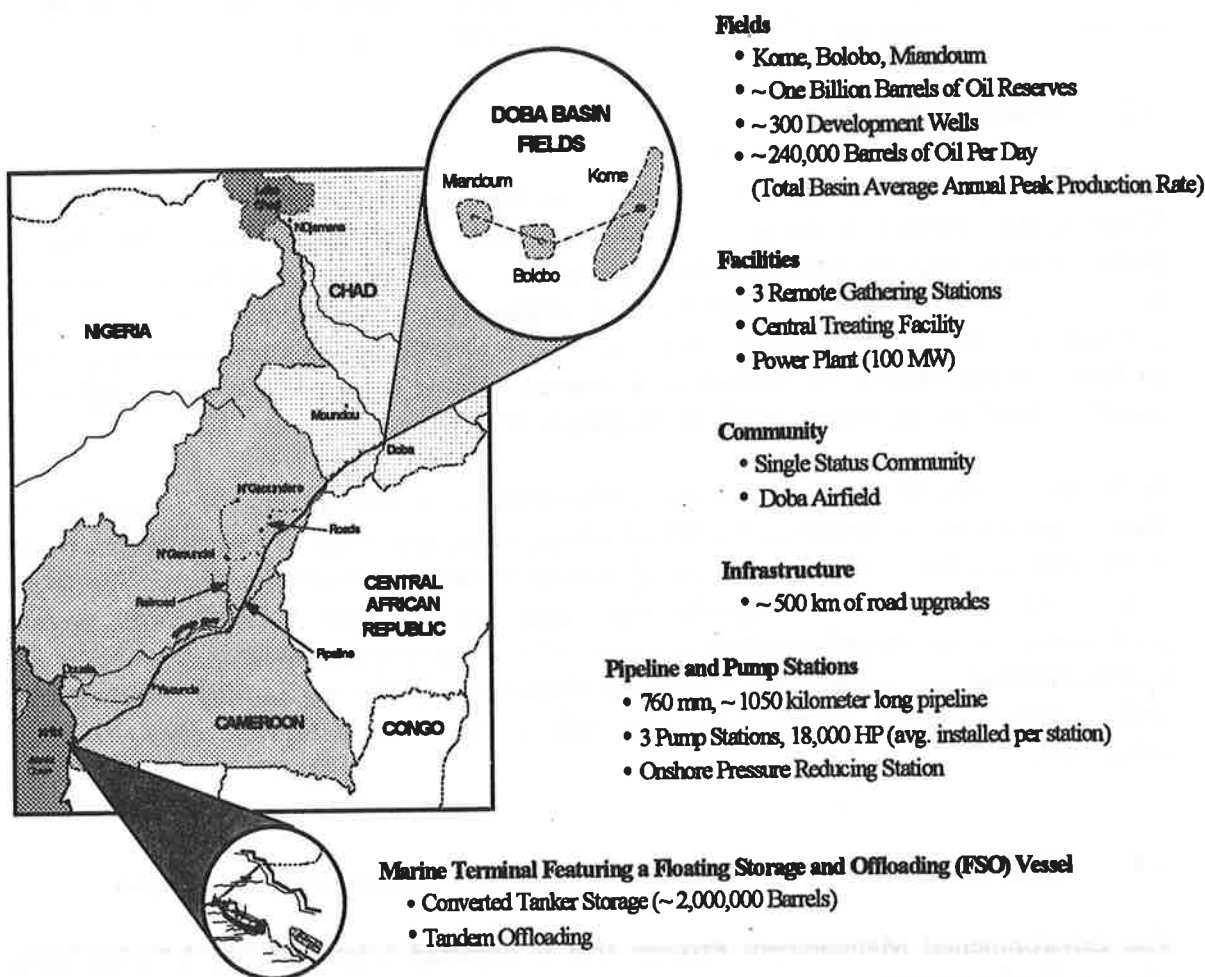 Fields
• Kome, Bolobo, Miandoum
• ~One Billion Barrels of Oil Reserves
• ~300 Development Wells
• ~240,000 Barrels of Oil Per Day
(Total Basin Average Annual Peak Production Rate)
DOBA BASIN
FIELDS
Miandoum
Kome
Bolobo
Facilities
• 3 Remote Gathering Stations
• Central Treating Facility
• Power Plant (100 MW)
Community
• Single Status Community
• Doba Airfield
Infrastructure
• ~500 km of road upgrades
Pipeline and Pump Stations
• 760 mm, ~1050 kilometer long pipeline
• 3 Pump Stations, 18,000 HP (avg. installed per station)
• Onshore Pressure Reducing Station
Marine Terminal Featuring a Floating Storage and Offloading (FSO) Vessel
• Converted Tanker Storage (~2,000,000 Barrels)
• Tandem Offloading
N'Djamena
CHAD
NIGERIA
Moundou
Doba
N'Gaoundere
Roads
N'Gaoundal
Railroad
CENTRAL
AFRICAN
REPUBLIC
Pipeline
Douala
Yaounde
CAMEROON
CONGO
Kribi